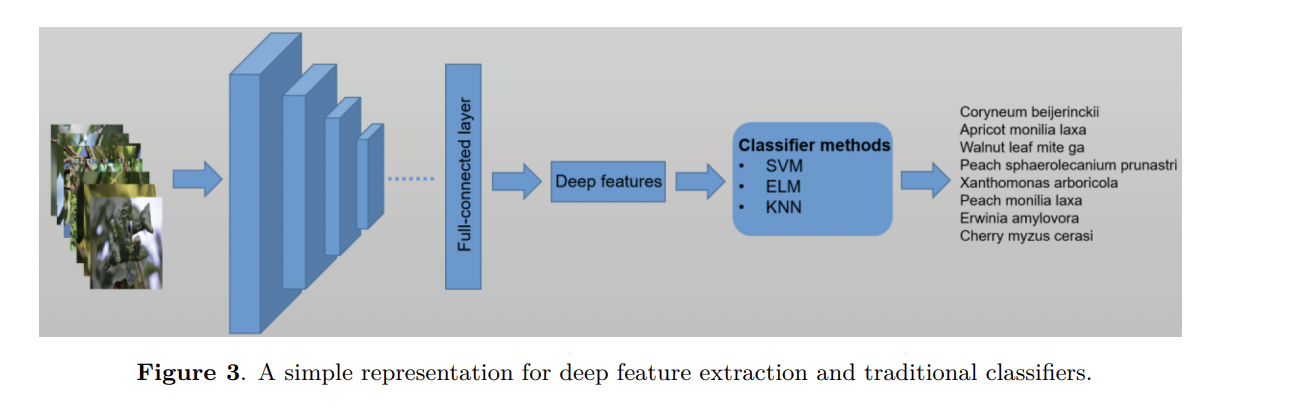 Full-connected layer
Deep features
Classifier methods
• SVM
• ELM
• KNN
Coryneum beijerinckii
Apricot monilia laxa
Walnut leaf mite ga
Peach sphaerolecanium prunastri
Xanthomonas arboricola
Peach monilia laxa
Erwinia amylovora
Cherry myzus cerasi
Figure 3. A simple representation for deep feature extraction and traditional classifiers.